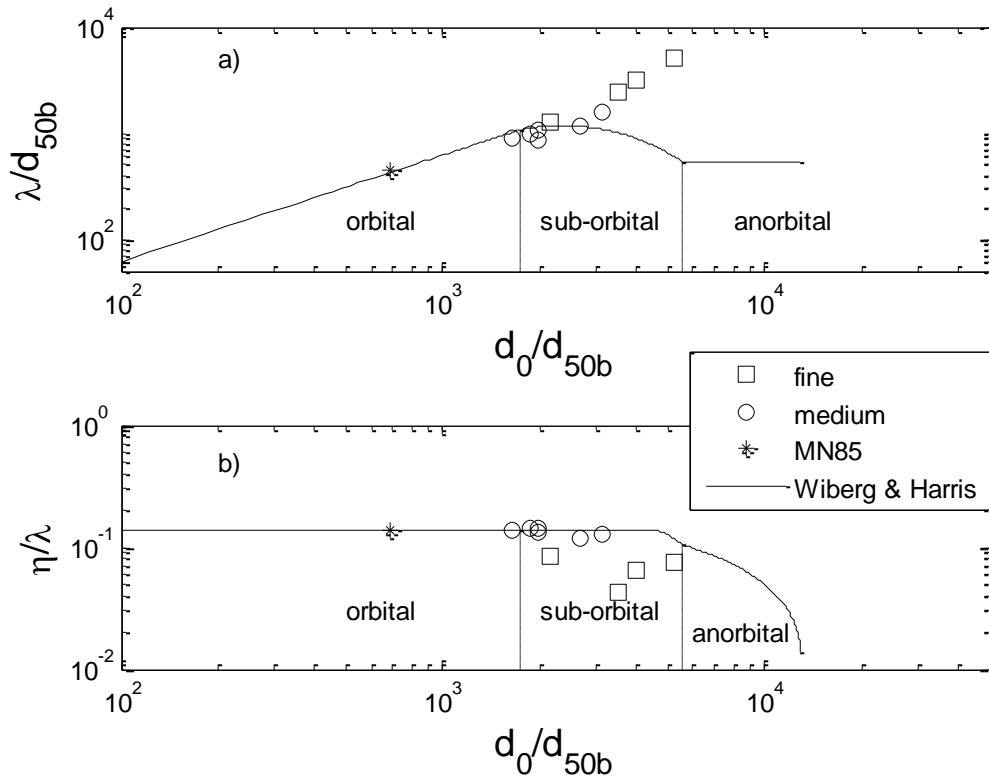 10^4
a)
λ/d_50b
10^2
orbital
sub-orbital
anorbital
10^2
10^3
10^4
d_0/d_50b
fine
medium
MN85
Wiberg & Harris
10^0
b)
η/λ
10^-1
orbital
sub-orbital
anorbital
10^-2
10^2
10^3
10^4
d_0/d_50b